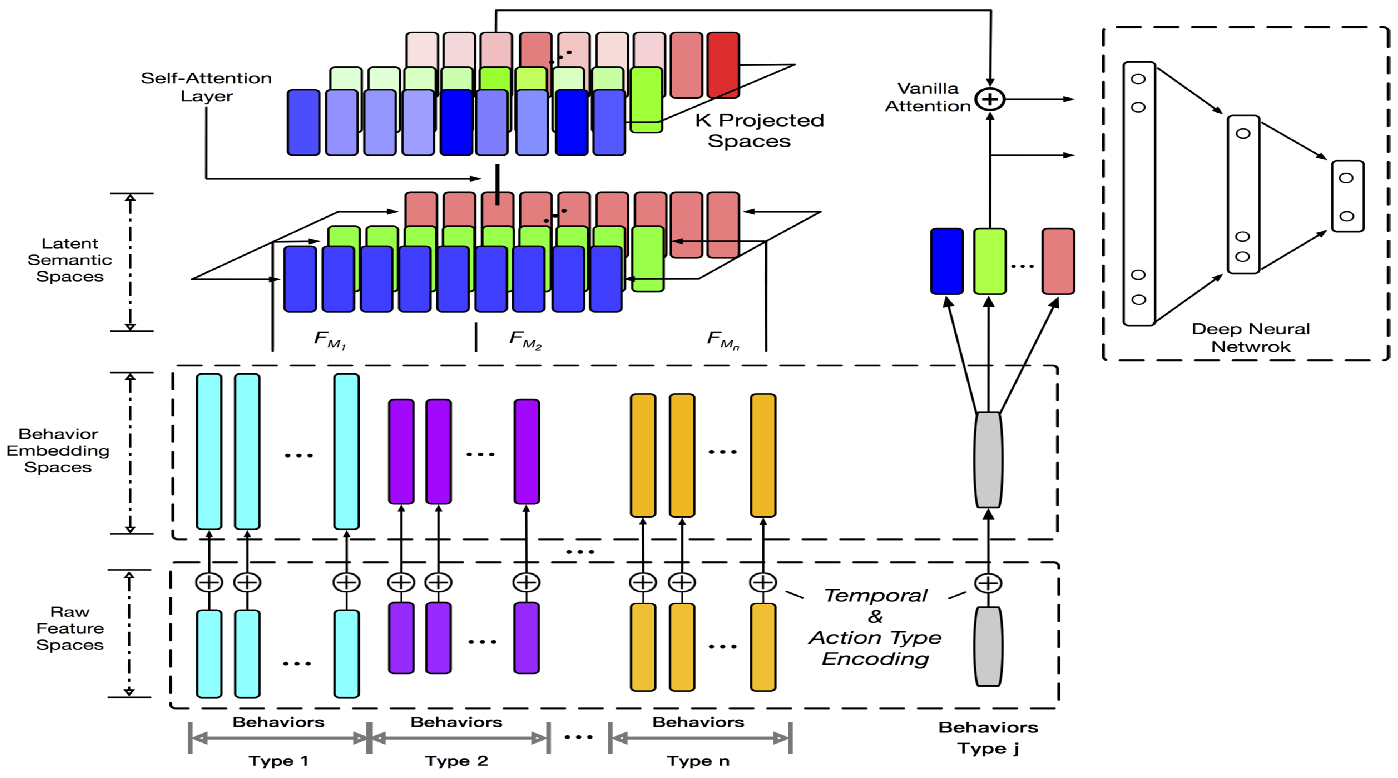 Self-Attention
Layer
K Projected
Spaces
Vanilla
Attention
Latent
Semantic
Spaces
F_{M_1}
F_{M_2}
F_{M_n}
Deep Neural
Netwrok
Behavior
Embedding
Spaces
...
...
...
...
Raw
Feature
Spaces
...
...
...
Temporal
&
Action Type
Encoding
Behaviors
Type 1
Behaviors
Type 2
...
Behaviors
Type n
Behaviors
Type j